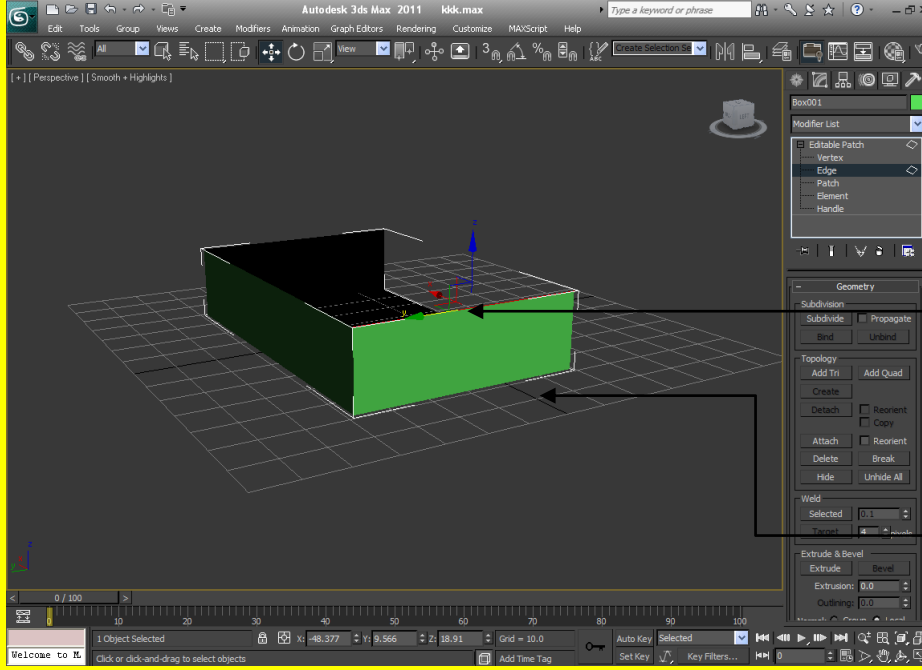 Autodesk 3ds Max 2011 kkk.max
Type a keyword or phrase
Edit Tools Group Views Create Modifiers Animation Graph Editors Rendering Customize MAXScript Help
All View 3 Create Selection Se
[ + ] [ Perspective ] [ Smooth + Highlights ]
Box001
Modifier List
Editable Patch
Vertex
Edge
Patch
Element
Handle
z
y
- Geometry
Subdivision
Subdivide Propagate
Bind Unbind
Topology
Add Tri Add Quad
Create
Detach Reorient
Copy
Attach Reorient
Delete Break
Hide Unhide All
Weld
Selected 0.1
Target 4 pixels
Extrude & Bevel
Extrude Bevel
Extrusion: 0.0
Outlining: 0.0
z
y
< 0 / 100 >
0 10 20 30 40 50 60 70 80 90 100
1 Object Selected X: -48.377 Y: 9.566 Z: 18.91 Grid = 10.0 Auto Key Selected
Welcome to M. Click or click-and-drag to select objects Add Time Tag Set Key Key Filters... 0